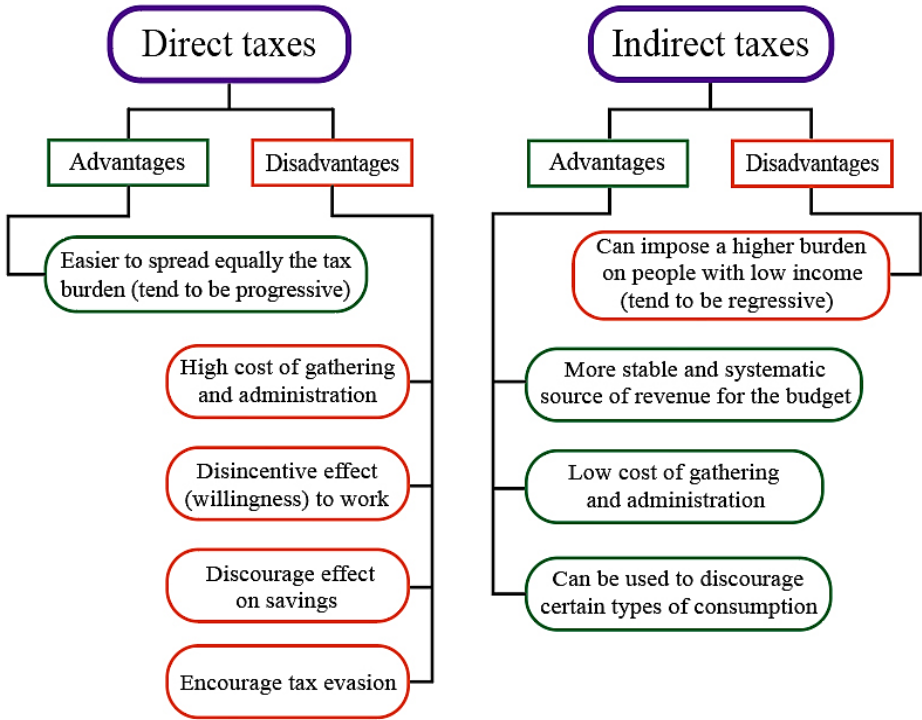 Direct taxes
Advantages
Disadvantages
Easier to spread equally the tax
burden (tend to be progressive)
High cost of gathering
and administration
Disincentive effect
(willingness) to work
Discourage effect
on savings
Encourage tax evasion
Indirect taxes
Advantages
Disadvantages
Can impose a higher burden
on people with low income
(tend to be regressive)
More stable and systematic
source of revenue for the budget
Low cost of gathering
and administration
Can be used to discourage
certain types of consumption